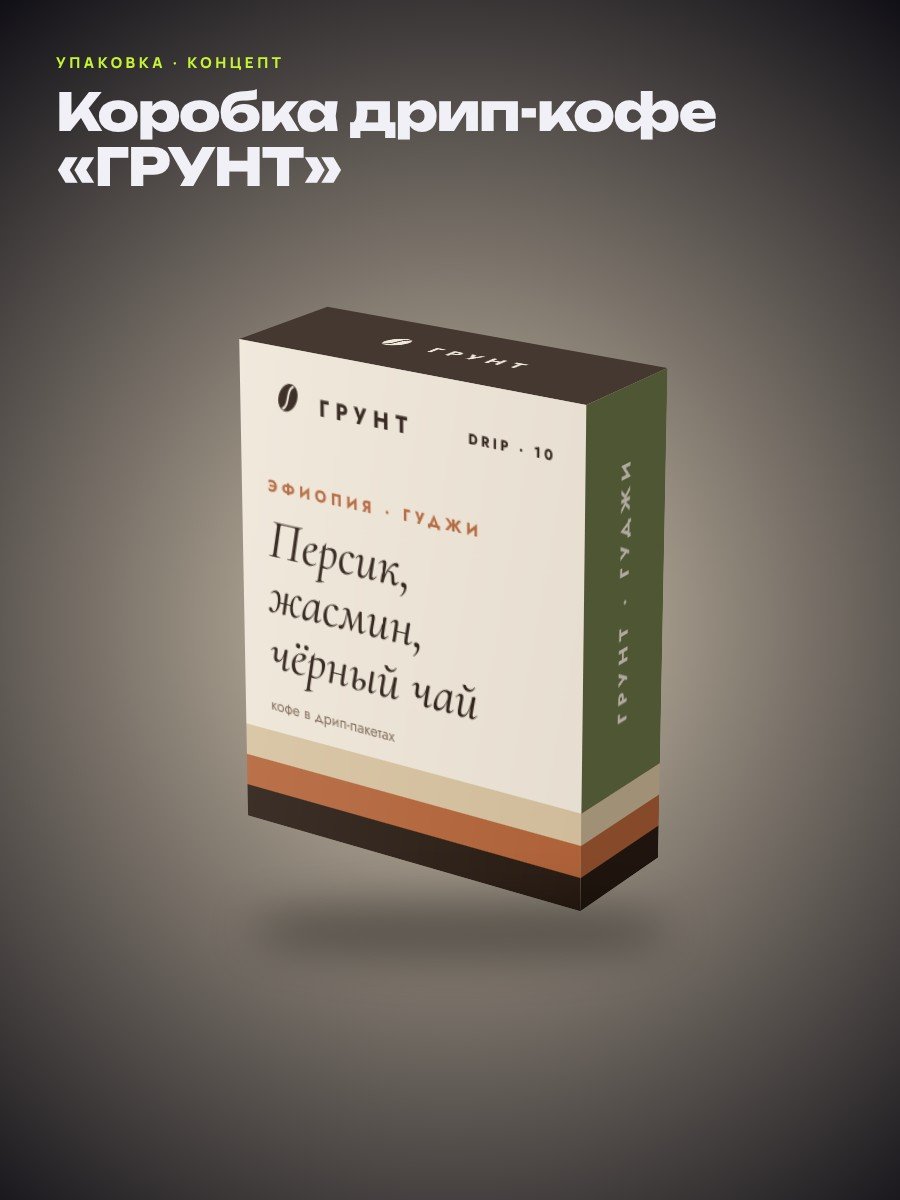 УПАКОВКА · КОНЦЕПТ
Коробка дрип-кофе
«ГРУНТ»
ГРУНТ
ГРУНТ
DRIP · 10
ЭФИОПИЯ · ГУДЖИ
Персик,
жасмин,
чёрный чай
кофе в дрип-пакетах
ГРУНТ · ГУДЖИ